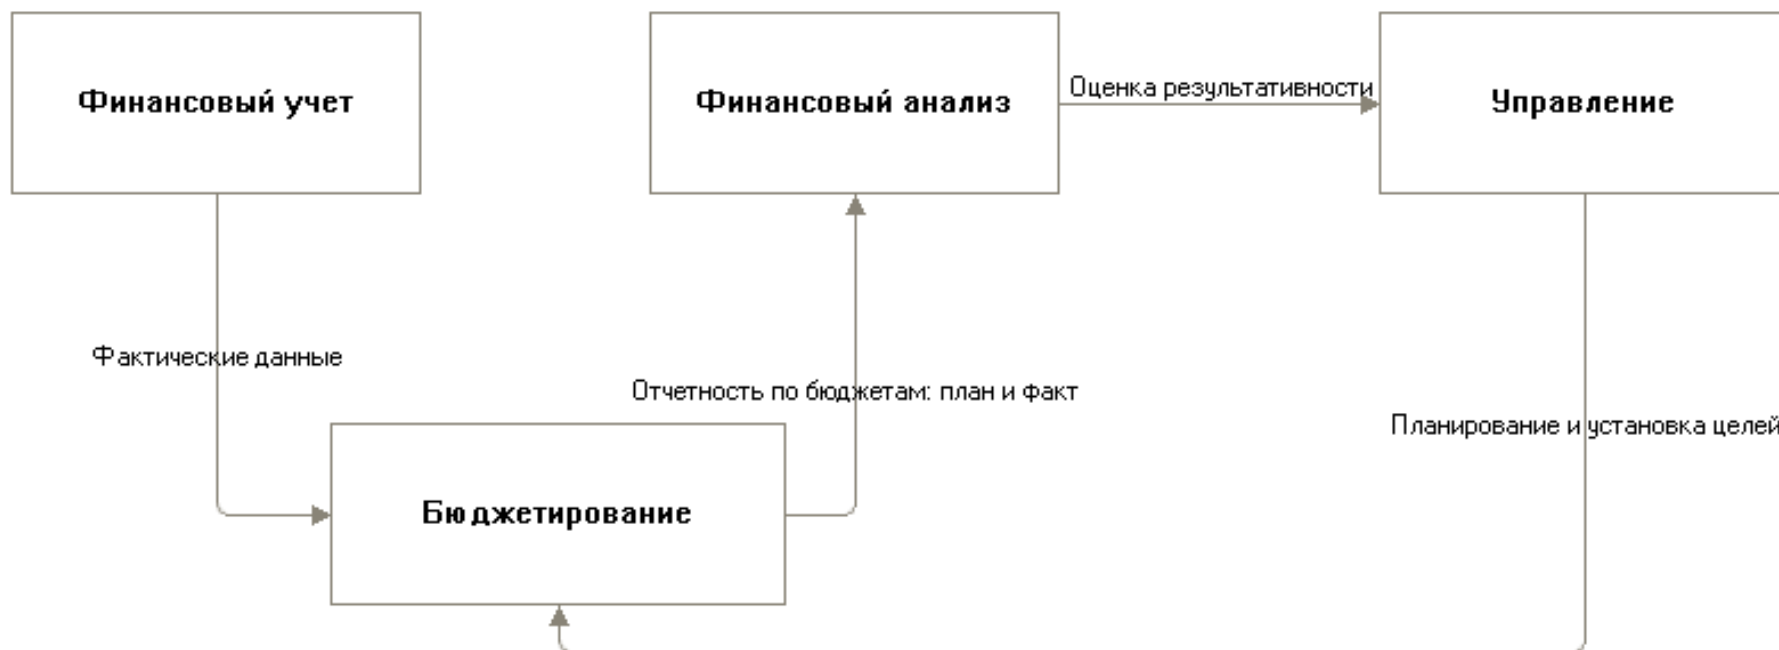 Финансовый учет
Финансовый анализ
Оценка результативности
Управление
Фактические данные
Отчетность по бюджетам: план и факт
Планирование и установка целей
Бюджетирование